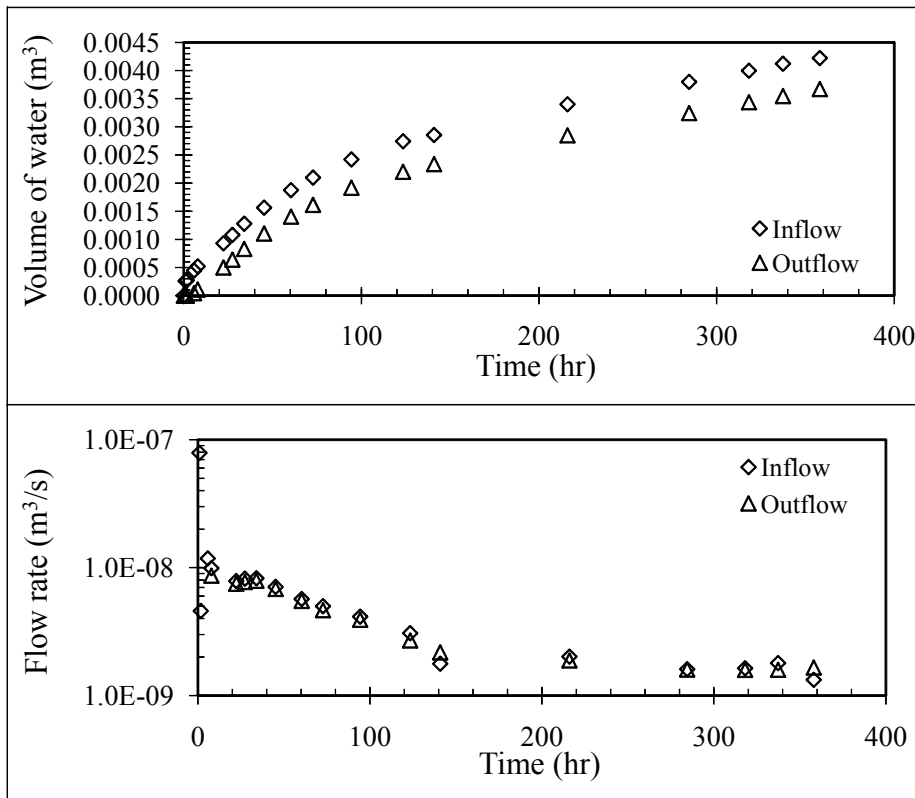 Volume of water (m³)
0.0045
0.0040
0.0035
0.0030
0.0025
0.0020
0.0015
0.0010
0.0005
0.0000
Inflow
Outflow
0 100 200 300 400
Time (hr)
Flow rate (m³/s)
1.0E-07
1.0E-08
1.0E-09
Inflow
Outflow
0 100 200 300 400
Time (hr)